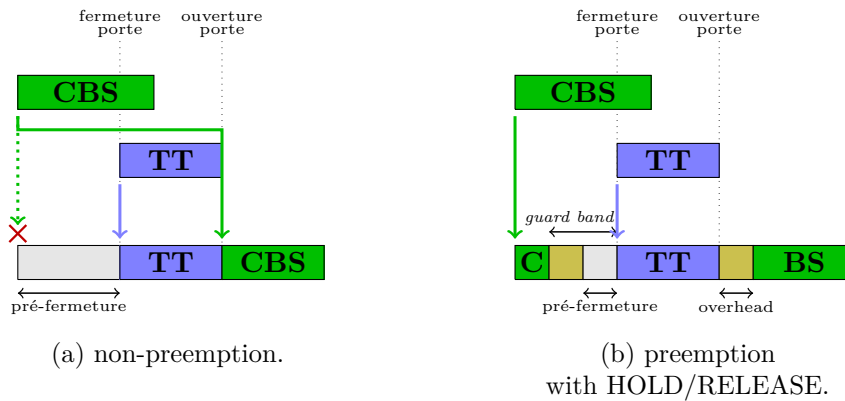 fermeture
porte
ouverture
porte
CBS
TT
TT
CBS
pré-fermeture
(a) non-preemption.
fermeture
porte
ouverture
porte
CBS
TT
guard band
C
TT
BS
pré-fermeture
overhead
(b) preemption
with HOLD/RELEASE.